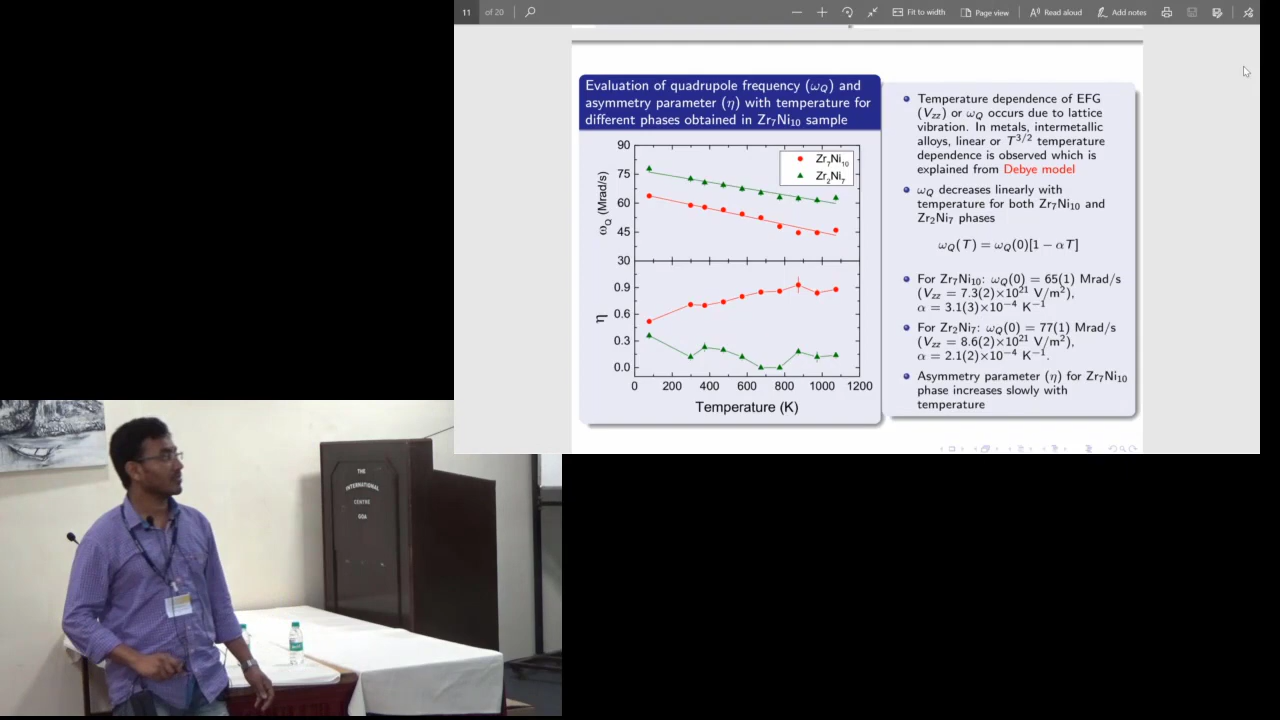 11 of 20
Fit to width
Page view
Read aloud
Add notes
Evaluation of quadrupole frequency (ωQ) and
asymmetry parameter (η) with temperature for
different phases obtained in Zr7Ni10 sample
90
75
60
45
30
ωQ (Mrad/s)
Zr7Ni10
Zr2Ni7
0.9
0.6
0.3
0.0
η
0 200 400 600 800 1000 1200
Temperature (K)
Temperature dependence of EFG
(Vzz) or ωQ occurs due to lattice
vibration. In metals, intermetallic
alloys, linear or T^3/2 temperature
dependence is observed which is
explained from Debye model
ωQ decreases linearly with
temperature for both Zr7Ni10 and
Zr2Ni7 phases
ωQ(T) = ωQ(0)[1 − αT]
For Zr7Ni10: ωQ(0) = 65(1) Mrad/s
(Vzz = 7.3(2)×10^21 V/m^2),
α = 3.1(3)×10^−4 K^−1
For Zr2Ni7: ωQ(0) = 77(1) Mrad/s
(Vzz = 8.6(2)×10^21 V/m^2),
α = 2.1(2)×10^−4 K^−1.
Asymmetry parameter (η) for Zr7Ni10
phase increases slowly with
temperature
THE
INTERNATIONAL
CENTRE
GOA